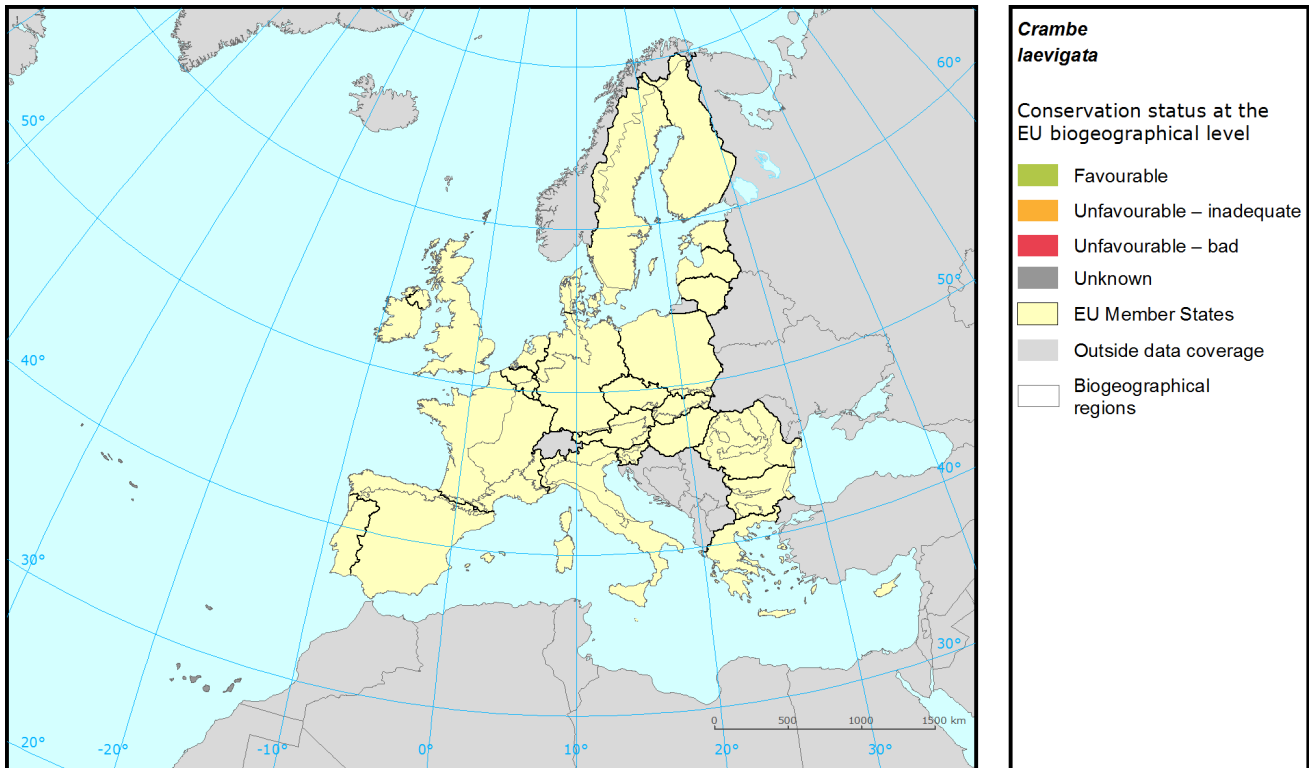 Crambe
laevigata
Conservation status at the
EU biogeographical level
Favourable
Unfavourable – inadequate
Unfavourable – bad
Unknown
EU Member States
Outside data coverage
Biogeographical
regions
60°
50°
50°
40°
40°
30°
30°
0 500 1000 1500 km
20° -20° -10° 0° 10° 20° 30°